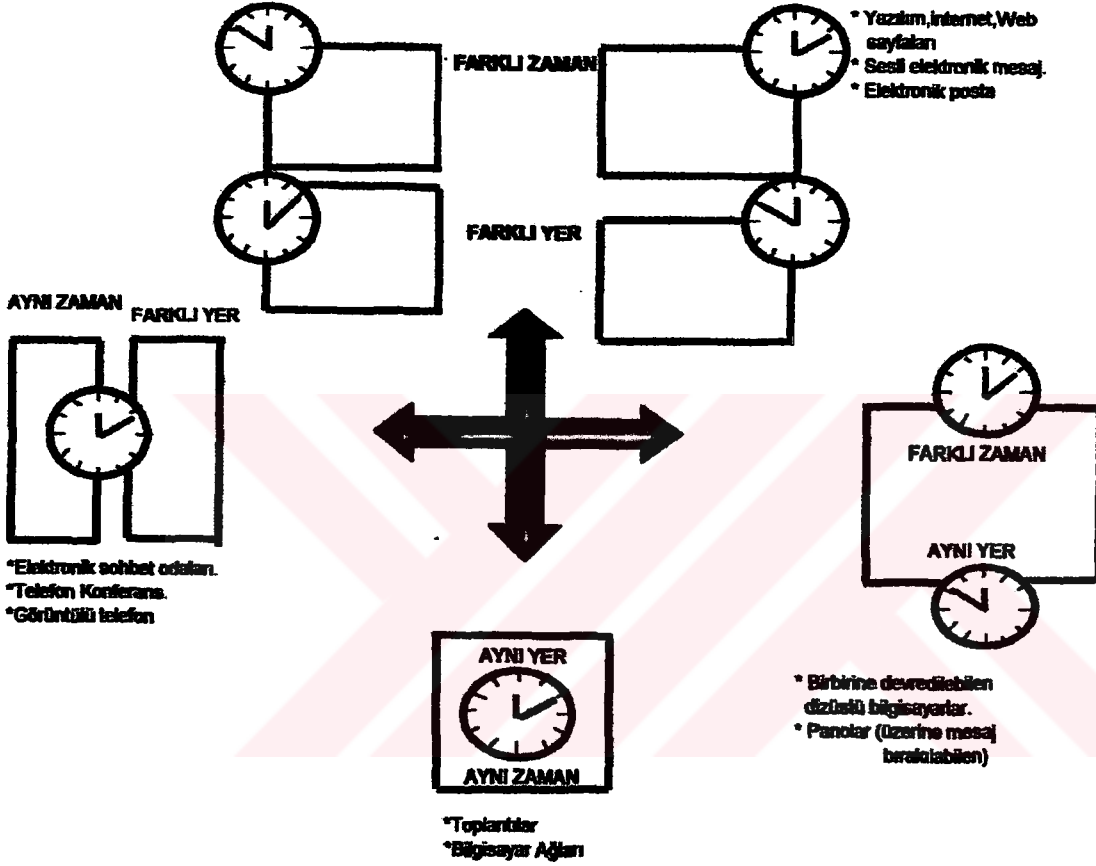 * Yazılım,internet,Web
sayfaları
* Sesli elektronik mesaj.
* Elektronik posta
FARKLI ZAMAN
FARKLI YER
AYNI ZAMAN
FARKLI YER
*Elektronik sohbet odaları.
*Telefon Konferans.
*Görüntülü telefon
FARKLI ZAMAN
AYNI YER
* Birbirine devredilebilen
dizüstü bilgisayarlar.
* Panolar (üzerine mesaj
bırakılabilen)
AYNI YER
AYNI ZAMAN
*Toplantılar
*Bilgisayar Ağları